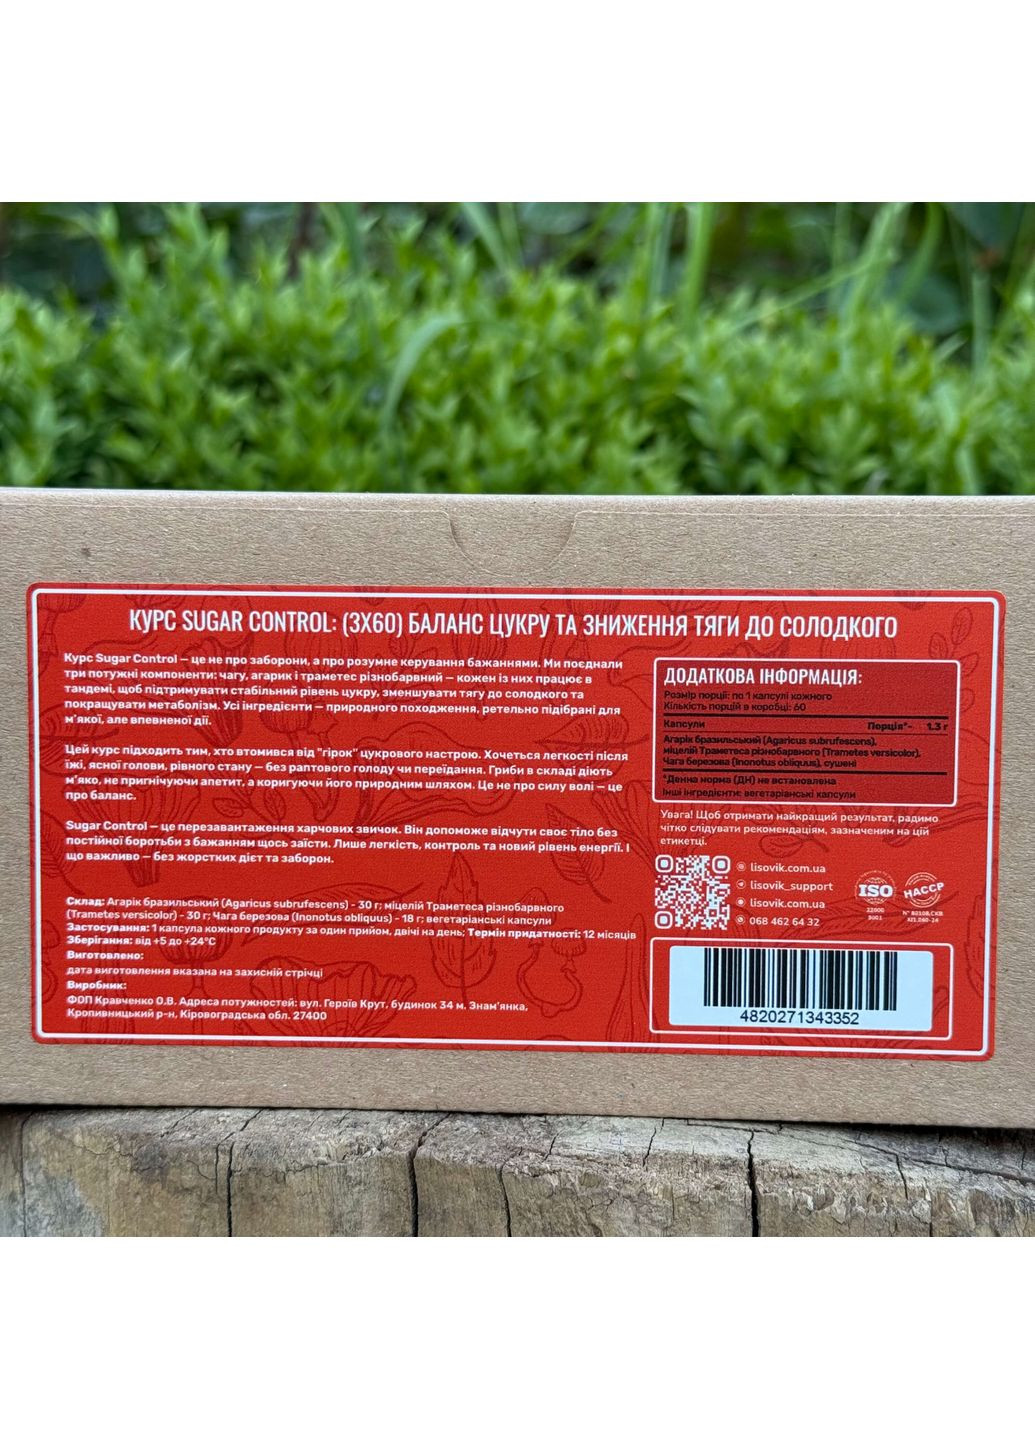 КУРС SUGAR CONTROL: (3X60) БАЛАНС ЦУКРУ ТА ЗНИЖЕННЯ ТЯГИ ДО СОЛОДКОГО
Курс Sugar Control — це не про заборони, а про розумне керування бажаннями. Ми поєднали
три потужні компоненти: чагу, агарик і траметес різнобарвний — кожен із них працює в
тандемі, щоб підтримувати стабільний рівень цукру, зменшувати тягу до солодкого та
покращувати метаболізм. Усі інгредієнти — природного походження, ретельно підібрані для
м'якої, але впевненої дії.
Цей курс підходить тим, хто втомився від "гірок" цукрового настрою. Хочеться легкості після
їжі, ясної голови, рівного стану — без раптового голоду чи переїдання. Гриби в складі діють
м'яко, не пригнічуючи апетит, а коригуючи його природним шляхом. Це не про силу волі — це
про баланс.
Sugar Control — це перезавантаження харчових звичок. Він допоможе відчути своє тіло без
постійної боротьби з бажанням щось заїсти. Лише легкість, контроль та новий рівень енергії. І
що важливо — без жорстких дієт та заборон.
Склад: Агарік бразильський (Agaricus subrufescens) - 30 г; міцелій Траметеса різнобарвного
(Trametes versicolor) - 30 г; Чага березова (Inonotus obliquus) - 18 г; вегетаріанські капсули
Застосування: 1 капсула кожного продукту за один прийом, двічі на день; Термін придатності: 12 місяців
Зберігання: від +5 до +24°С
Виготовлено:
дата виготовлення вказана на захисній стрічці
Виробник:
ФОП Кравченко О.В. Адреса потужностей: вул. Героїв Крут, будинок 34 м. Знам'янка,
Кропивницький р-н, Кіровоградська обл. 27400
ДОДАТКОВА ІНФОРМАЦІЯ:
Розмір порції: по 1 капсулі кожного
Кількість порцій в коробці: 60
Капсули Порція*- 1.3 г
Агарік бразильський (Agaricus subrufescens),
міцелій Траметеса різнобарвного (Trametes versicolor),
Чага березова (Inonotus obliquus), сушені
*Денна норма (ДН) не встановлена
Інші інгредієнти: вегетаріанські капсули
Увага! Щоб отримати найкращий результат, радимо
чітко слідувати рекомендаціям, зазначеним на цій
етикетці.
lisovik.com.ua
lisovik_support
lisovik.com.ua
068 462 64 32
ISO
22000
9001
HACCP
4820271343352